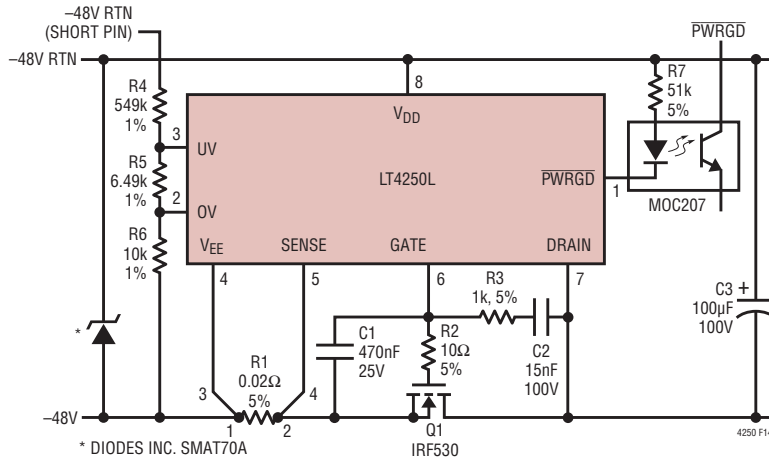 –48V RTN
(SHORT PIN)
–48V RTN
R4
549k
1%
3
UV
R5
6.49k
1%
2
OV
R6
10k
1%
8
VDD
LT4250L
PWRGD
1
R7
51k
5%
PWRGD
MOC207
VEE
SENSE
GATE
DRAIN
4
5
6
7
*
R1
0.02Ω
5%
3
4
1
2
C1
470nF
25V
R3
1k, 5%
R2
10Ω
5%
C2
15nF
100V
C3
+
100µF
100V
–48V
Q1
IRF530
* DIODES INC. SMAT70A
4250 F14